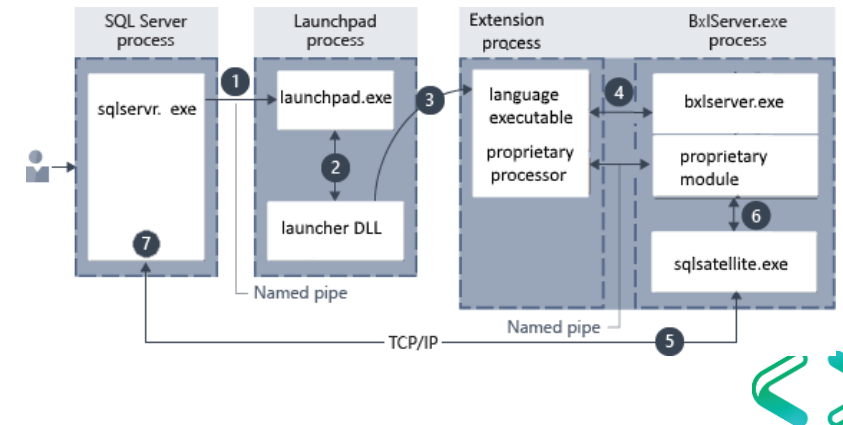 SQL Server
process
Launchpad
process
Extension
process
BxlServer.exe
process
1
sqlservr. exe
launchpad.exe
2
launcher DLL
3
language
executable
proprietary
processor
4
bxlserver.exe
proprietary
module
6
sqlsatellite.exe
7
Named pipe
Named pipe
TCP/IP
5